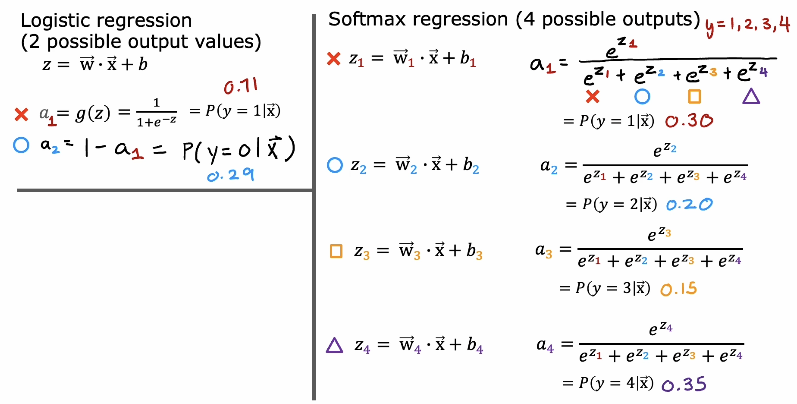 Logistic regression
(2 possible output values)
z = w⃗ · x⃗ + b
0.71
a₁ = g(z) = 1/(1+e⁻ᶻ) = P(y = 1|x⃗)
a₂ = 1 - a₁ = P(y=0|x⃗)
0.29
Softmax regression (4 possible outputs) y=1,2,3,4
z₁ = w⃗₁ · x⃗ + b₁
a₁ = e^z₁ / (e^z₁ + e^z₂ + e^z₃ + e^z₄)
= P(y = 1|x⃗) 0.30
z₂ = w⃗₂ · x⃗ + b₂
a₂ = e^z₂ / (e^z₁ + e^z₂ + e^z₃ + e^z₄)
= P(y = 2|x⃗) 0.20
z₃ = w⃗₃ · x⃗ + b₃
a₃ = e^z₃ / (e^z₁ + e^z₂ + e^z₃ + e^z₄)
= P(y = 3|x⃗) 0.15
z₄ = w⃗₄ · x⃗ + b₄
a₄ = e^z₄ / (e^z₁ + e^z₂ + e^z₃ + e^z₄)
= P(y = 4|x⃗) 0.35